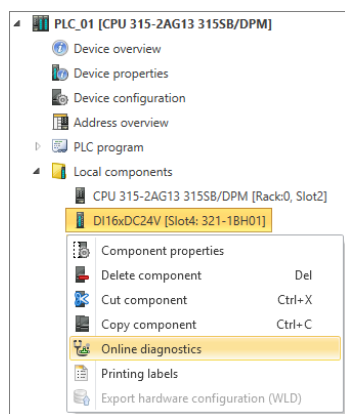 PLC_01 [CPU 315-2AG13 315SB/DPM]
Device overview
Device properties
Device configuration
Address overview
PLC program
Local components
CPU 315-2AG13 315SB/DPM [Rack:0, Slot2]
DI16xDC24V [Slot4: 321-1BH01]
Component properties
Delete component Del
Cut component Ctrl+X
Copy component Ctrl+C
Online diagnostics
Printing labels
Export hardware configuration (WLD)